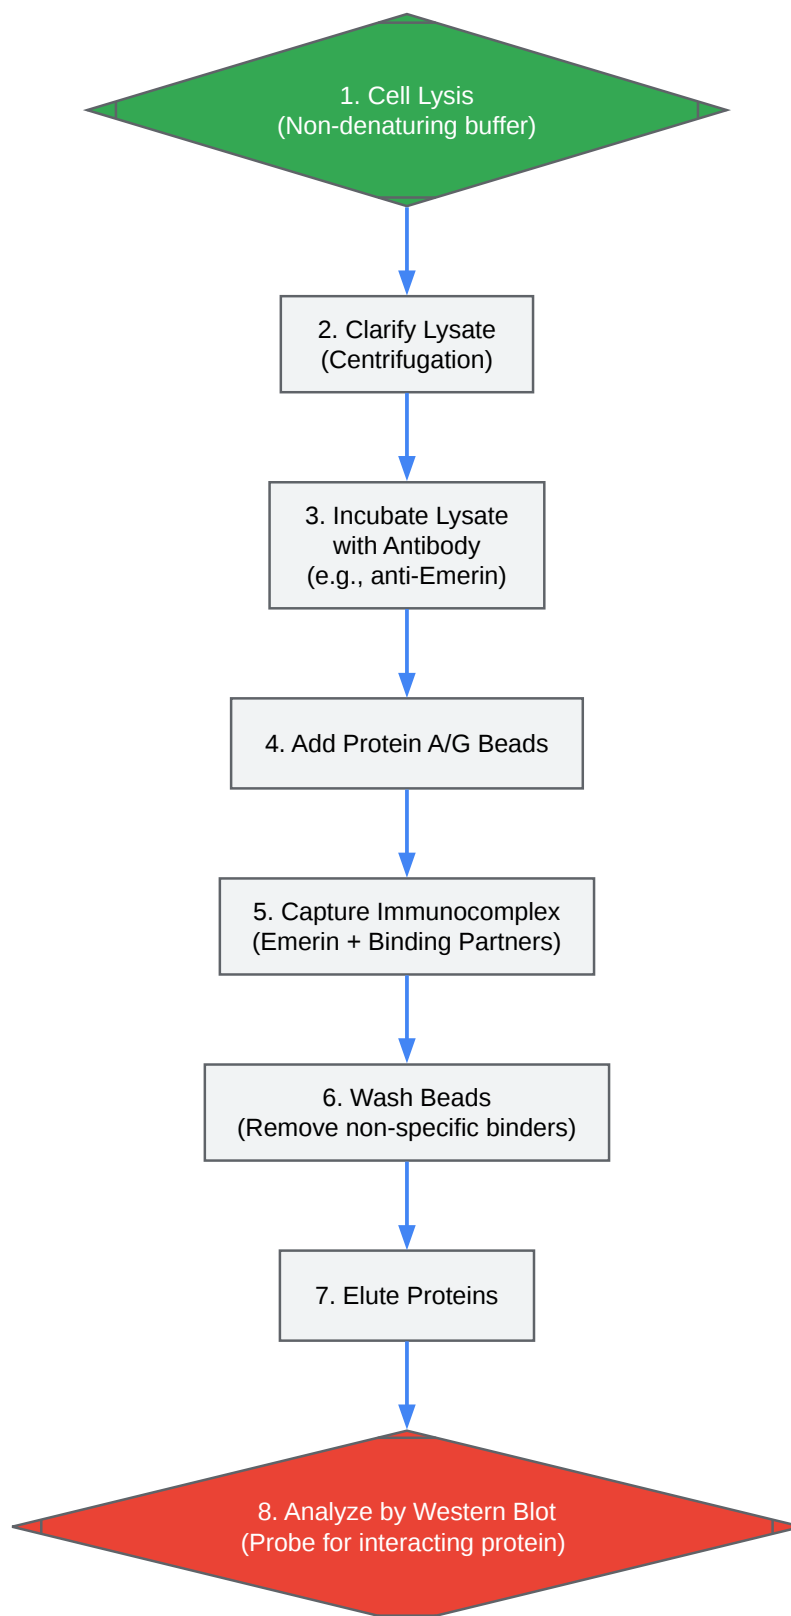 1. Cell Lysis
(Non-denaturing buffer)
2. Clarify Lysate
(Centrifugation)
3. Incubate Lysate
with Antibody
(e.g., anti-Emerin)
4. Add Protein A/G Beads
5. Capture Immunocomplex
(Emerin + Binding Partners)
6. Wash Beads
(Remove non-specific binders)
7. Elute Proteins
8. Analyze by Western Blot
(Probe for interacting protein)